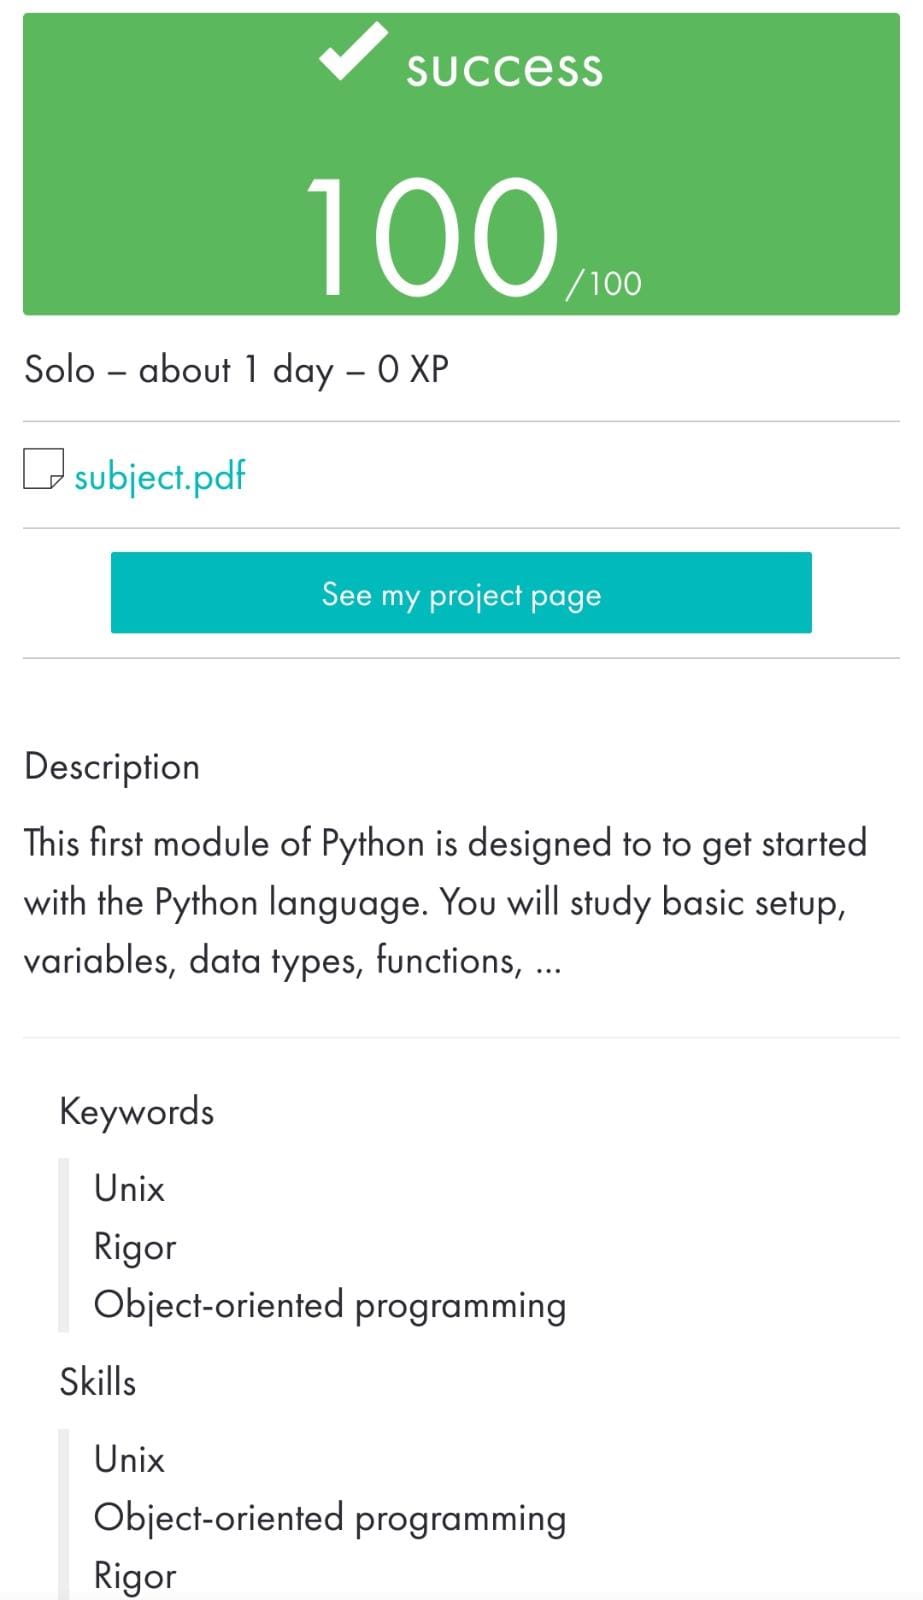 success
100/100
Solo – about 1 day – 0 XP
subject.pdf
See my project page
Description
This first module of Python is designed to to get started
with the Python language. You will study basic setup,
variables, data types, functions, ...
Keywords
Unix
Rigor
Object-oriented programming
Skills
Unix
Object-oriented programming
Rigor